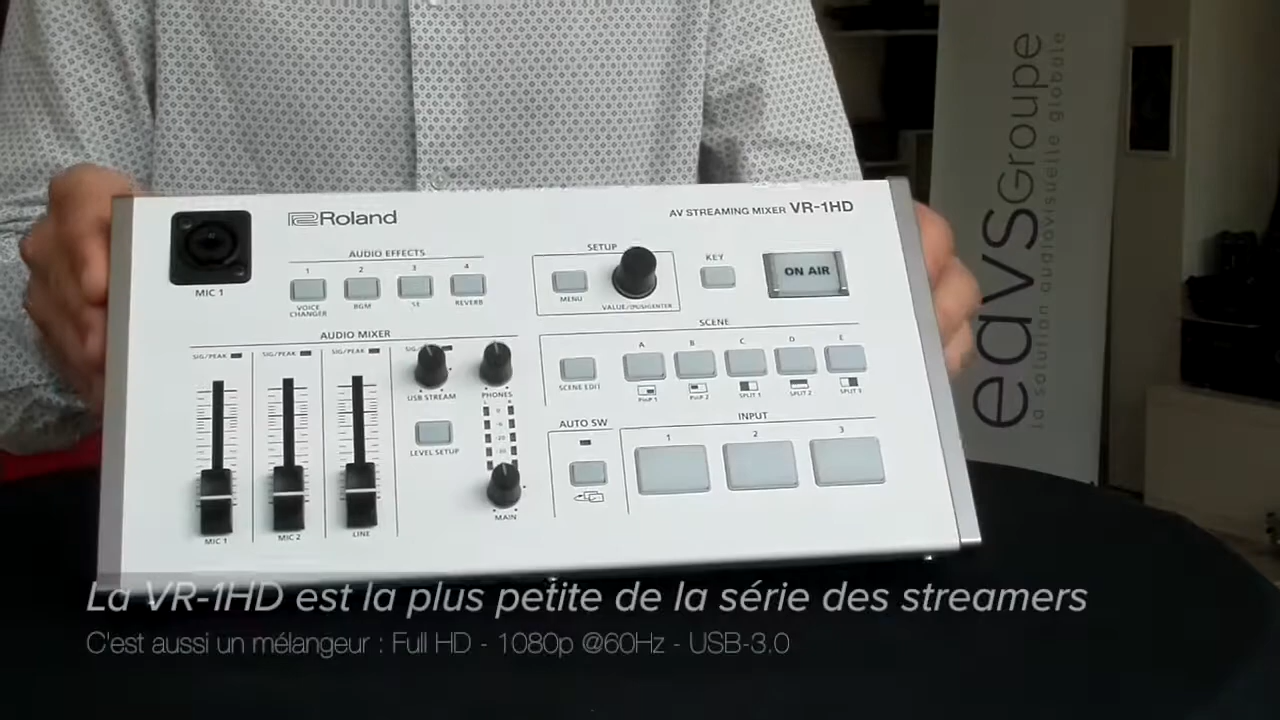 Roland
AV STREAMING MIXER VR-1HD
MIC 1
AUDIO EFFECTS
1 2 3 4
VOICE CHANGER
BGM
SE
REVERB
SETUP
MENU
VALUE/PUSH ENTER
KEY
ON AIR
AUDIO MIXER
SIG/PEAK SIG/PEAK SIG/PEAK
USB STREAM
PHONES
LEVEL SETUP
MAIN
MIC 1 MIC 2 LINE
SCENE
A B C D E
SCENE EDIT
PinP 1 PinP 2 SPLIT 1 SPLIT 2 SPLIT 3
AUTO SW
INPUT
1 2 3
edavsGroupe
la solution audiovisuelle globale
La VR-1HD est la plus petite de la série des streamers
C'est aussi un mélangeur : Full HD - 1080p @60Hz - USB-3.0